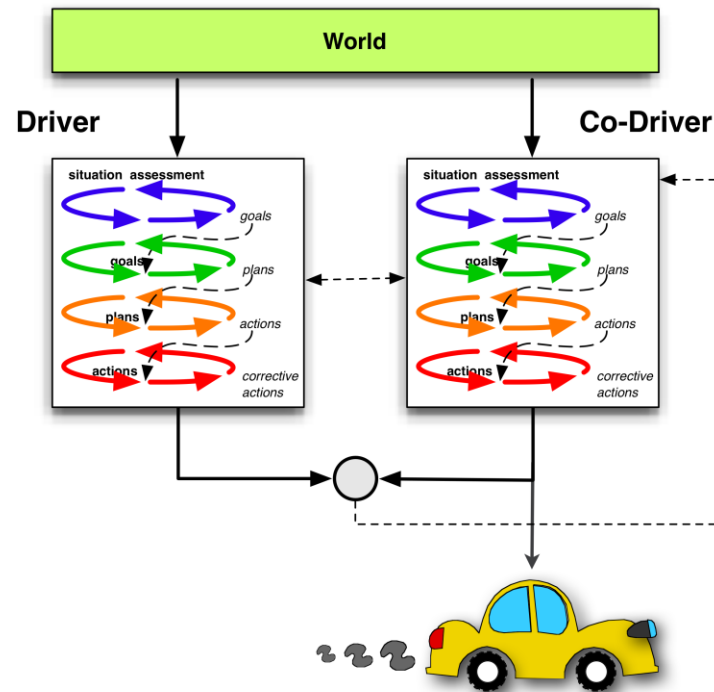 World
Driver
Co-Driver
situation assessment
goals
goals
plans
plans
actions
actions
corrective
actions
situation assessment
goals
goals
plans
plans
actions
actions
corrective
actions